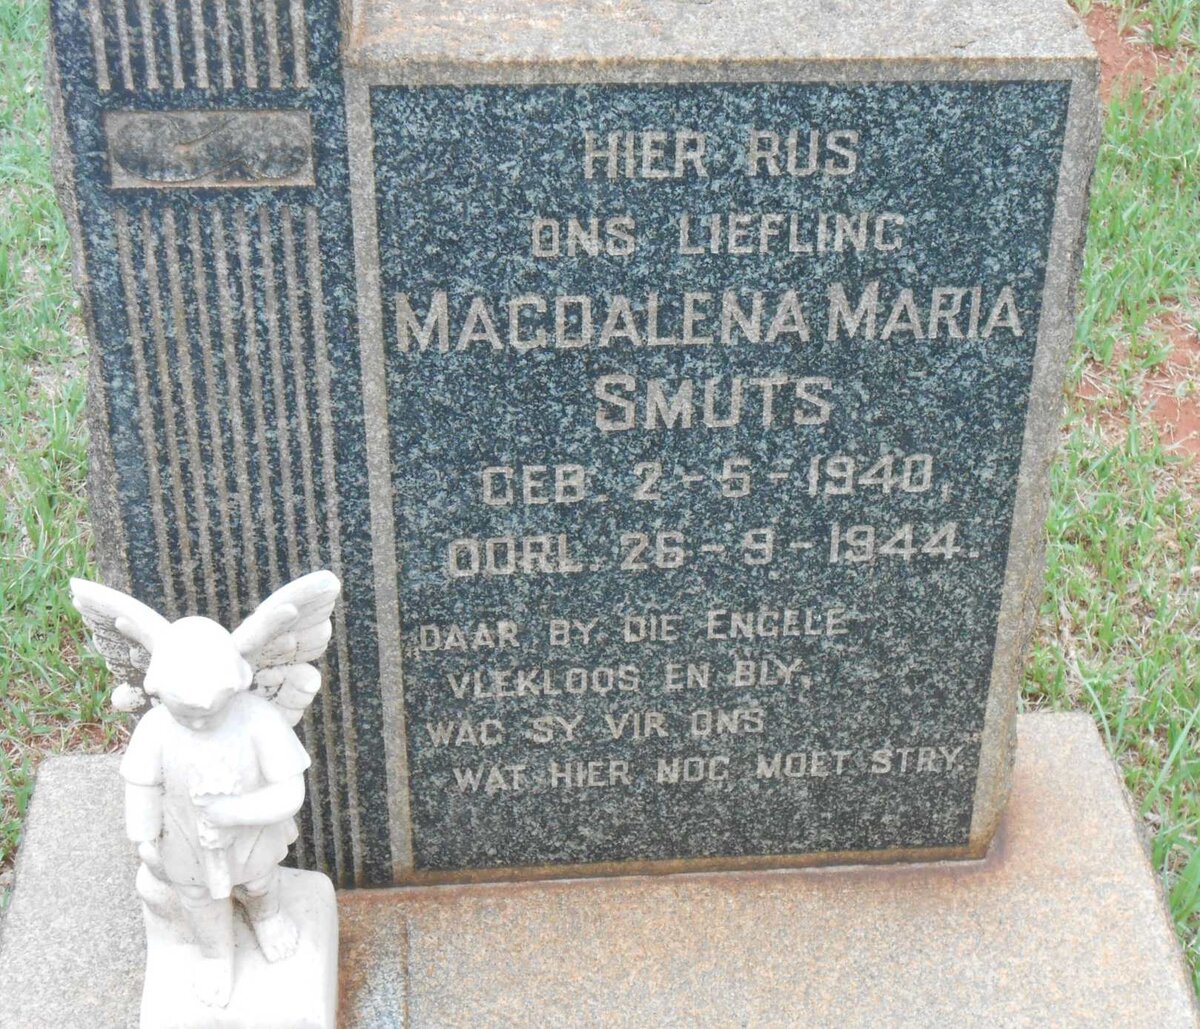 HIER RUS
ONS LIEFLING
MAGDALENA MARIA
SMUTS
GEB. 2-5-1940,
OORL. 26-9-1944.
„DAAR BY DIE ENGELE
VLEKLOOS EN BLY,
WAG SY VIR ONS
WAT HIER NOG MOET STRY."